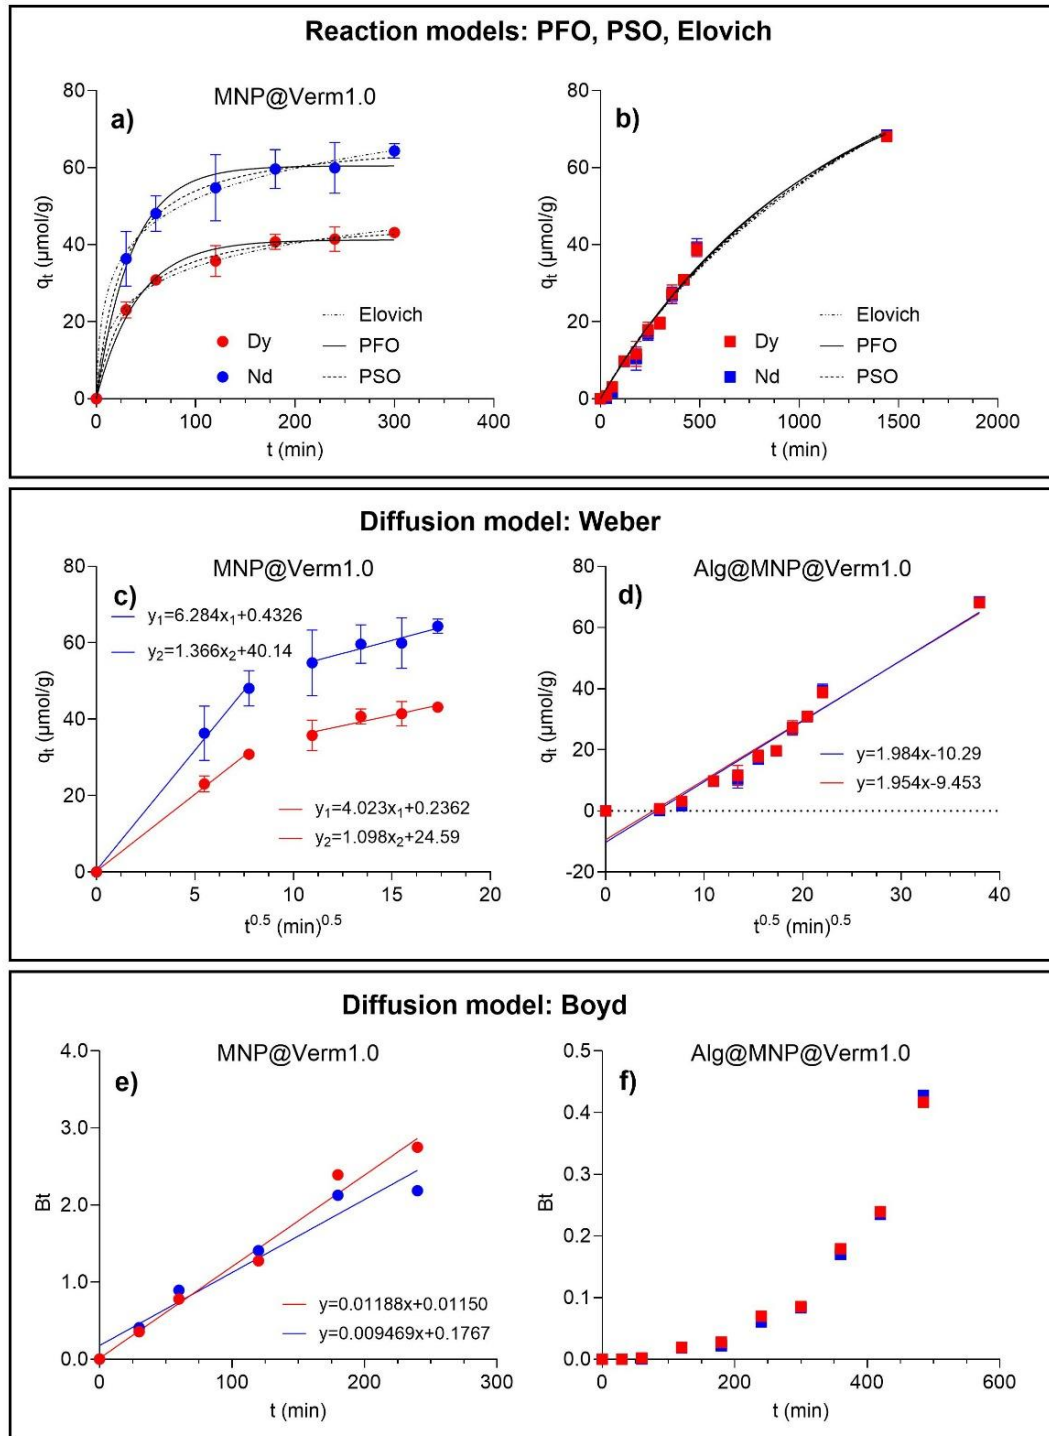 Reaction models: PFO, PSO, Elovich
a)
MNP@Verm1.0
80
60
40
20
0
qt (μmol/g)
Dy
Nd
Elovich
PFO
PSO
0 100 200 300 400
t (min)
b)
80
60
40
20
0
qt (μmol/g)
Dy
Nd
Elovich
PFO
PSO
0 500 1000 1500 2000
t (min)
Diffusion model: Weber
c)
MNP@Verm1.0
80
60
40
20
0
qt (μmol/g)
y1=6.284x1+0.4326
y2=1.366x2+40.14
y1=4.023x1+0.2362
y2=1.098x2+24.59
0 5 10 15 20
t0.5 (min)0.5
d)
Alg@MNP@Verm1.0
80
60
40
20
0
-20
qt (μmol/g)
y=1.984x-10.29
y=1.954x-9.453
0 10 20 30 40
t0.5 (min)0.5
Diffusion model: Boyd
e)
MNP@Verm1.0
4.0
3.0
2.0
1.0
0.0
Bt
y=0.01188x+0.01150
y=0.009469x+0.1767
0 100 200 300
t (min)
f)
Alg@MNP@Verm1.0
0.5
0.4
0.3
0.2
0.1
0.0
Bt
0 200 400 600
t (min)